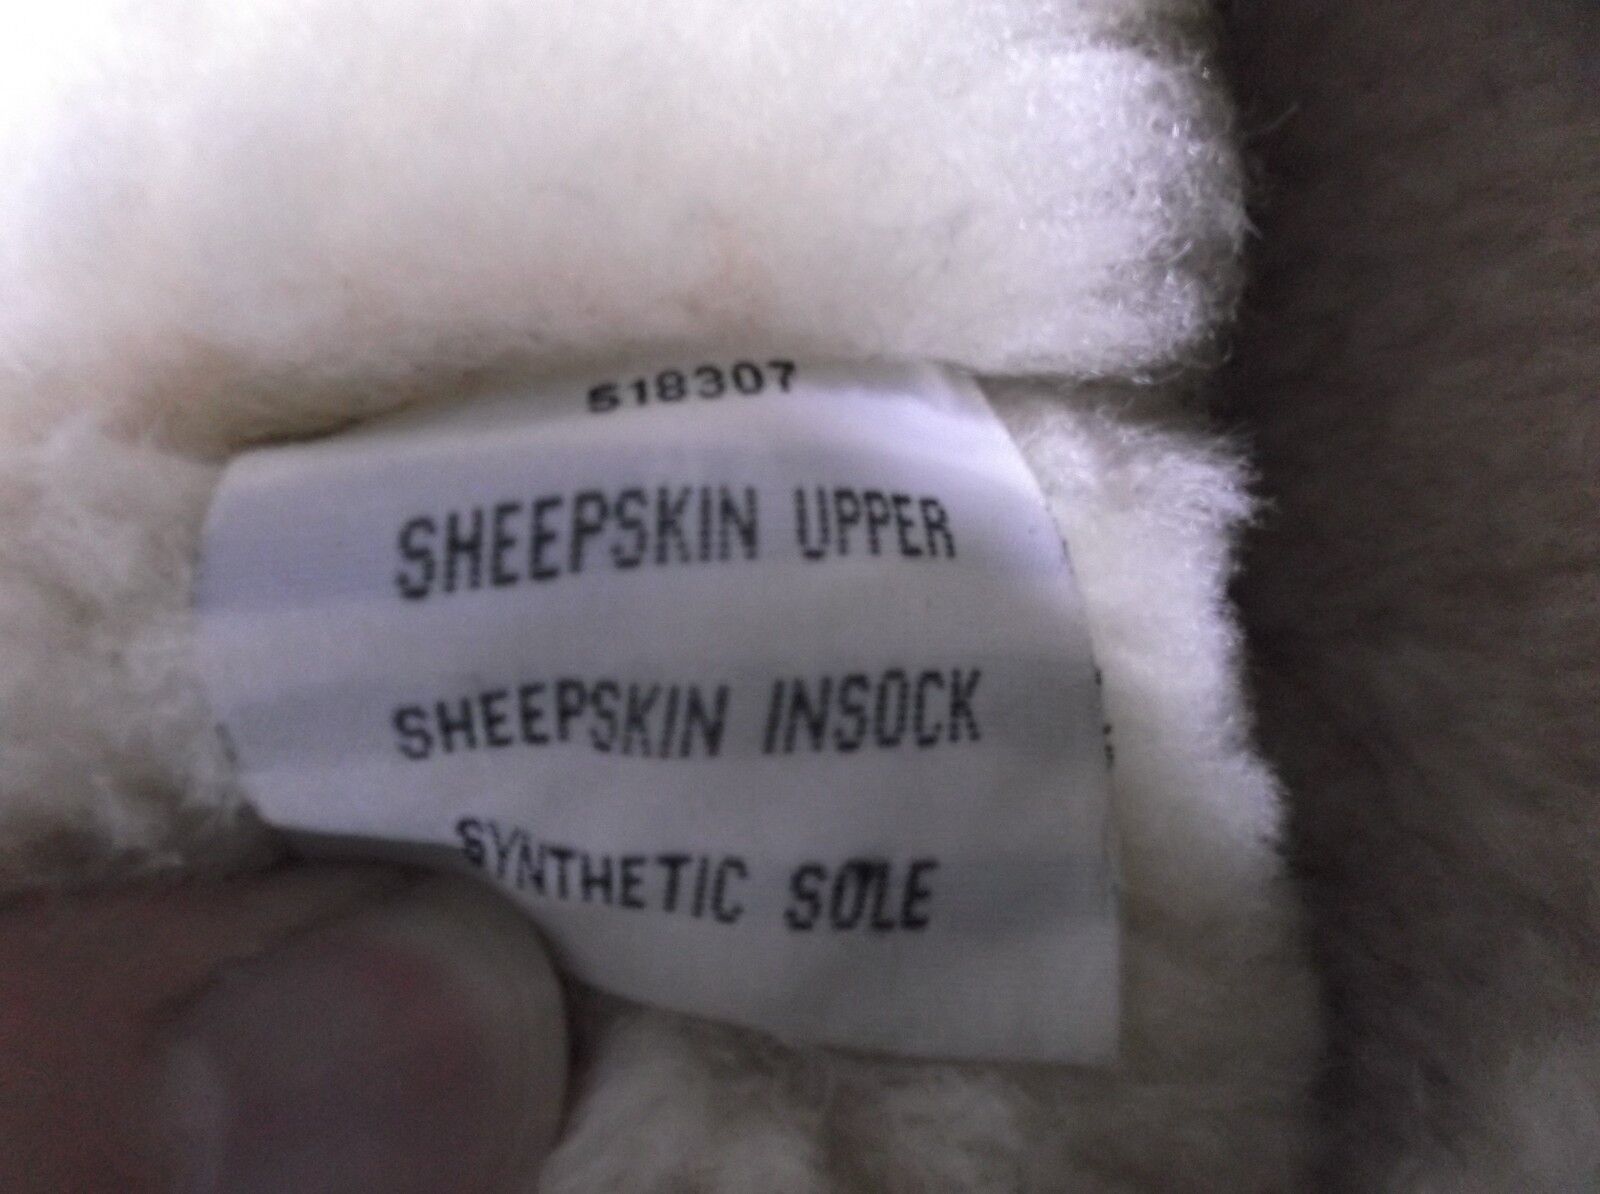 518307
SHEEPSKIN UPPER
SHEEPSKIN INSOCK
SYNTHETIC SOLE